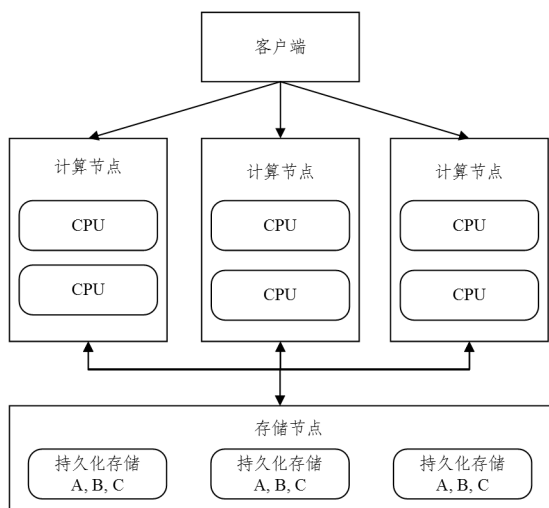 客户端
计算节点
计算节点
计算节点
CPU
CPU
CPU
CPU
CPU
CPU
存储节点
持久化存储
A, B, C
持久化存储
A, B, C
持久化存储
A, B, C